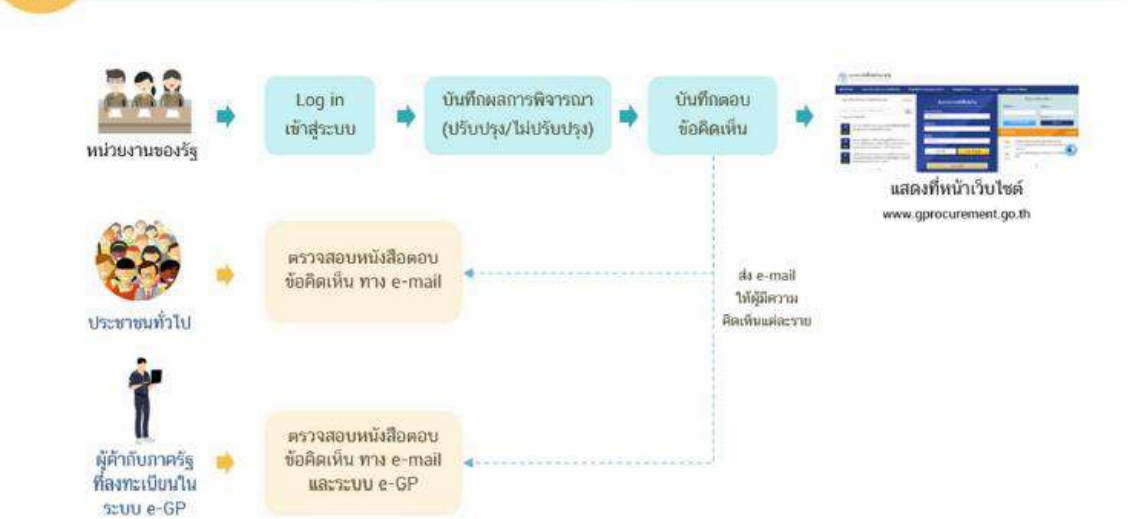 Log in
เข้าสู่ระบบ
บันทึกผลการพิจารณา
(ปรับปรุง/ไม่ปรับปรุง)
บันทึกตอบ
ข้อคิดเห็น
หน่วยงานของรัฐ
แสดงที่หน้าเว็บไซต์
www.gprocurement.go.th
ตรวจสอบหนังสือตอบ
ข้อคิดเห็น ทาง e-mail
ส่ง e-mail
ให้ผู้มีความ
คิดเห็นแต่ละราย
ประชาชนทั่วไป
ตรวจสอบหนังสือตอบ
ข้อคิดเห็น ทาง e-mail
และระบบ e-GP
ผู้ค้ากับภาครัฐ
ที่ลงทะเบียนใน
ระบบ e-GP